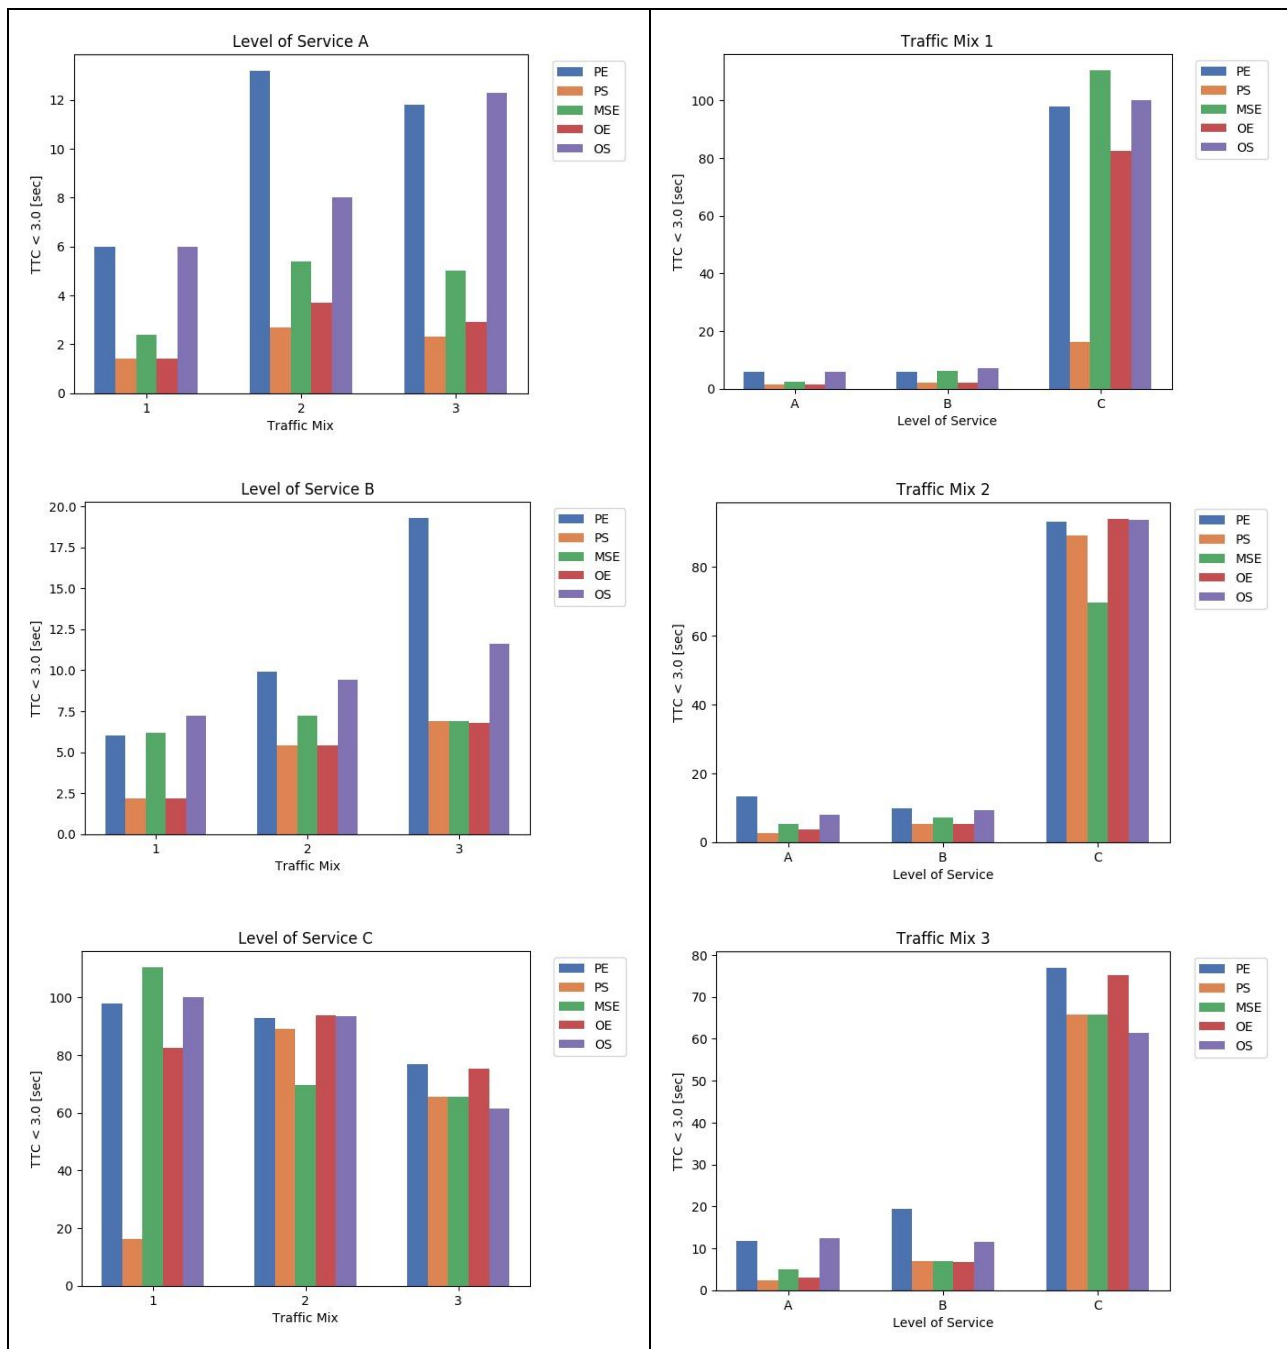 Level of Service A
TTC < 3.0 [sec]
12
10
8
6
4
2
0
1 2 3
Traffic Mix
PE
PS
MSE
OE
OS
Traffic Mix 1
TTC < 3.0 [sec]
100
80
60
40
20
0
A B C
Level of Service
PE
PS
MSE
OE
OS
Level of Service B
TTC < 3.0 [sec]
20.0
17.5
15.0
12.5
10.0
7.5
5.0
2.5
0.0
1 2 3
Traffic Mix
PE
PS
MSE
OE
OS
Traffic Mix 2
TTC < 3.0 [sec]
80
60
40
20
0
A B C
Level of Service
PE
PS
MSE
OE
OS
Level of Service C
TTC < 3.0 [sec]
100
80
60
40
20
0
1 2 3
Traffic Mix
PE
PS
MSE
OE
OS
Traffic Mix 3
TTC < 3.0 [sec]
80
70
60
50
40
30
20
10
0
A B C
Level of Service
PE
PS
MSE
OE
OS